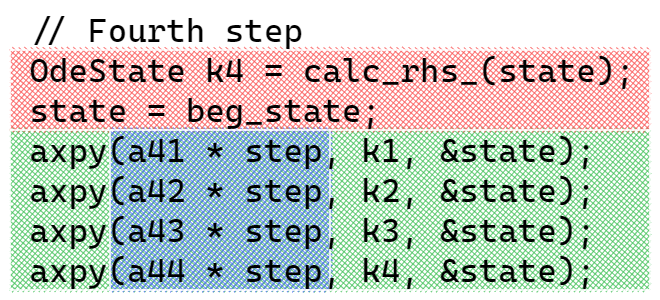 // Fourth step
OdeState k4 = calc_rhs_(state);
state = beg_state;
axpy(a41 * step, k1, &state);
axpy(a42 * step, k2, &state);
axpy(a43 * step, k3, &state);
axpy(a44 * step, k4, &state);